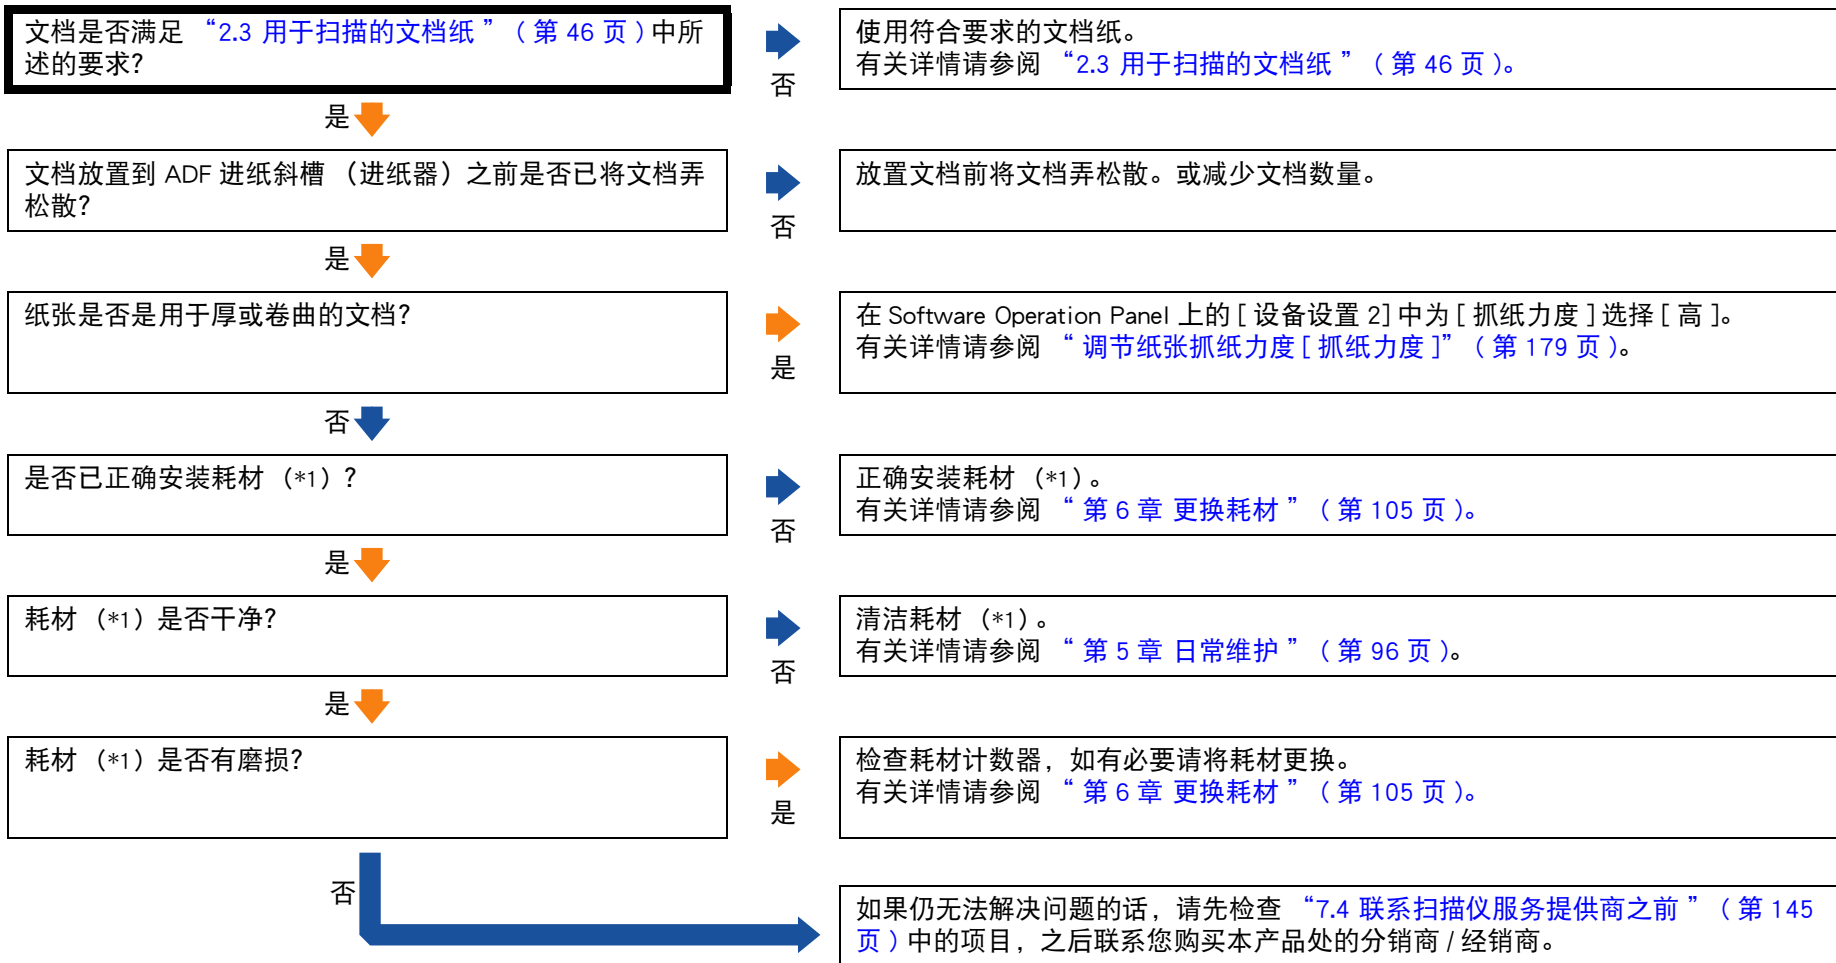 文档是否满足 “2.3 用于扫描的文档纸 ” ( 第 46 页 ) 中所
述的要求?
否
使用符合要求的文档纸。
有关详情请参阅 “2.3 用于扫描的文档纸 ” ( 第 46 页 )。
是
文档放置到 ADF 进纸斜槽 （进纸器）之前是否已将文档弄
松散?
否
放置文档前将文档弄松散。或减少文档数量。
是
纸张是否是用于厚或卷曲的文档?
是
在 Software Operation Panel 上的 [ 设备设置 2] 中为 [ 抓纸力度 ] 选择 [ 高 ]。
有关详情请参阅 “ 调节纸张抓纸力度 [ 抓纸力度 ]” ( 第 179 页 )。
否
是否已正确安装耗材 (*1) ?
否
正确安装耗材 (*1)。
有关详情请参阅 “ 第 6 章 更换耗材 ” ( 第 105 页 )。
是
耗材 (*1) 是否干净?
否
清洁耗材 (*1)。
有关详情请参阅 “ 第 5 章 日常维护 ” ( 第 96 页 )。
是
耗材 (*1) 是否有磨损?
是
检查耗材计数器，如有必要请将耗材更换。
有关详情请参阅 “ 第 6 章 更换耗材 ” ( 第 105 页 )。
否
如果仍无法解决问题的话，请先检查 “7.4 联系扫描仪服务提供商之前 ” ( 第 145
页 ) 中的项目，之后联系您购买本产品处的分销商 / 经销商。